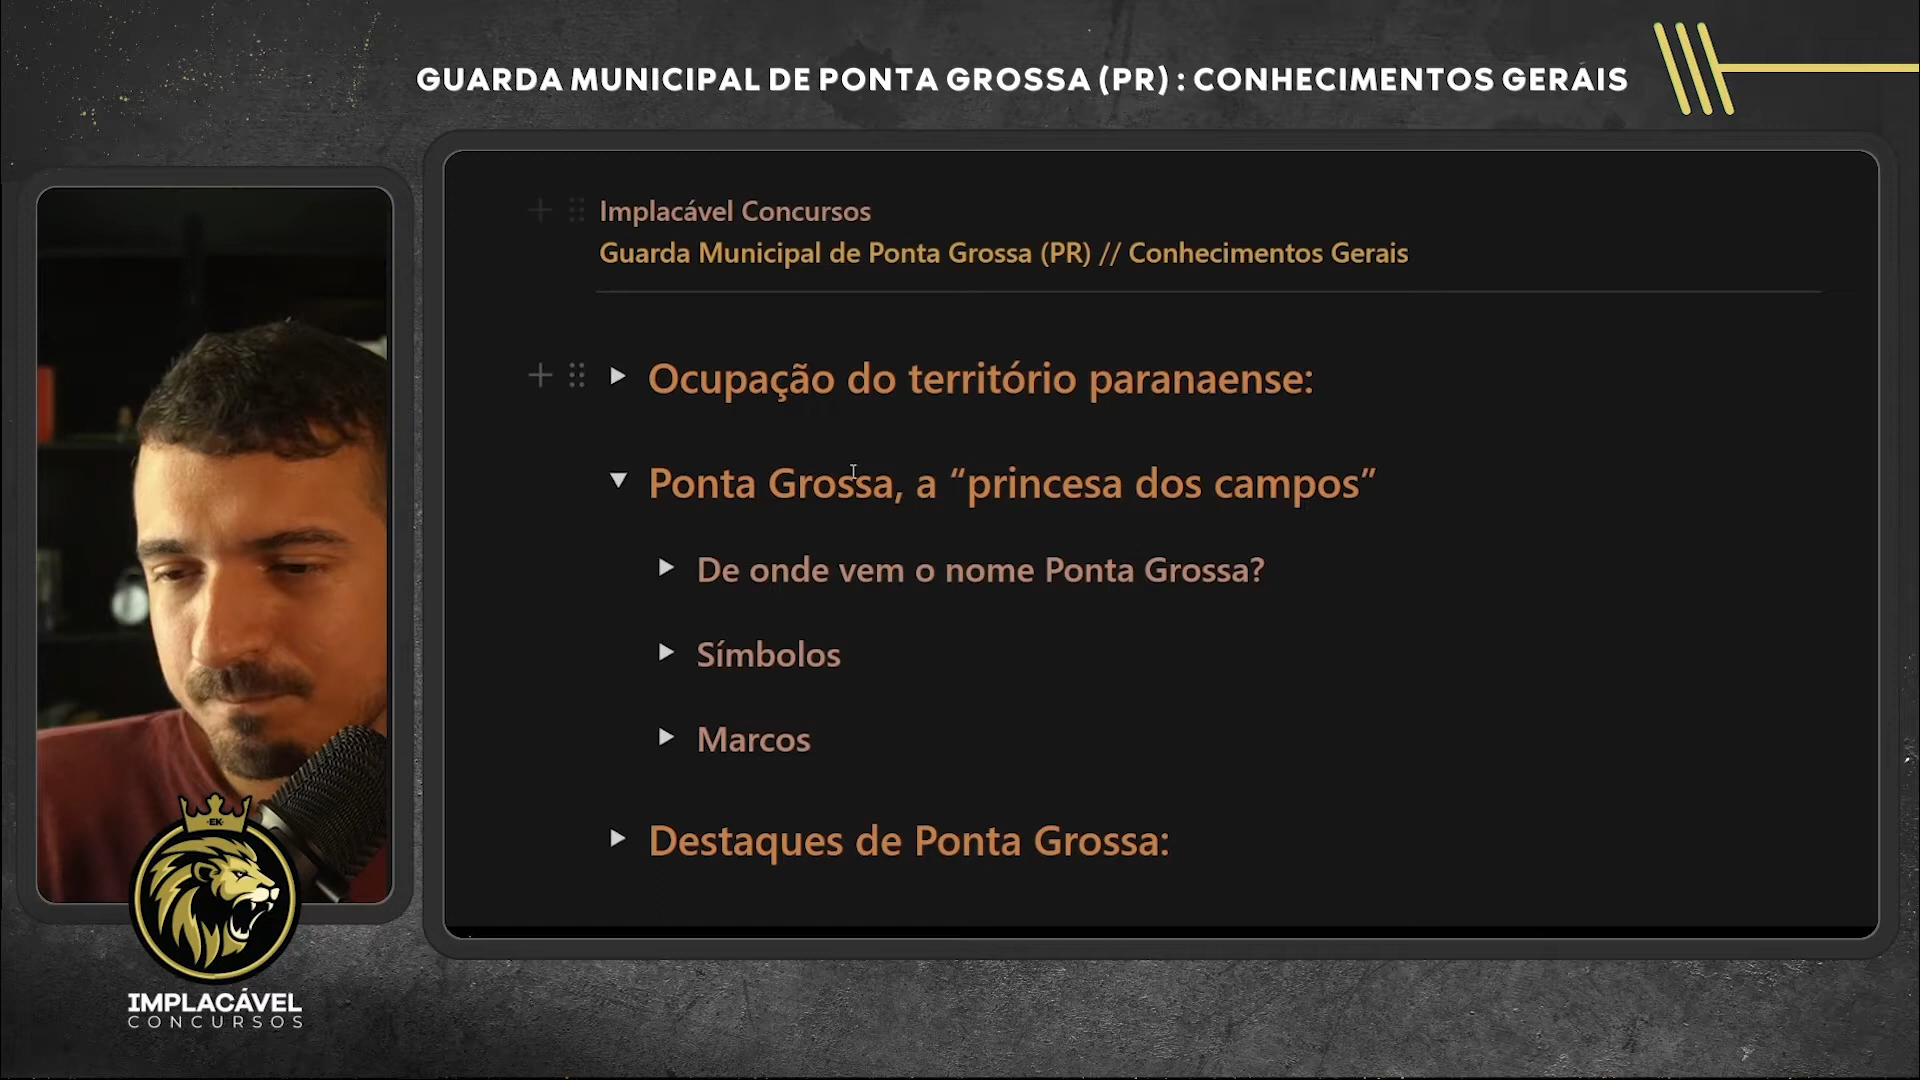 GUARDA MUNICIPAL DE PONTA GROSSA (PR) : CONHECIMENTOS GERAIS
Implacável Concursos
Guarda Municipal de Ponta Grossa (PR) // Conhecimentos Gerais
Ocupação do território paranaense:
Ponta Grossa, a “princesa dos campos”
De onde vem o nome Ponta Grossa?
Símbolos
Marcos
Destaques de Ponta Grossa:
EK
IMPLACÁVEL
CONCURSOS